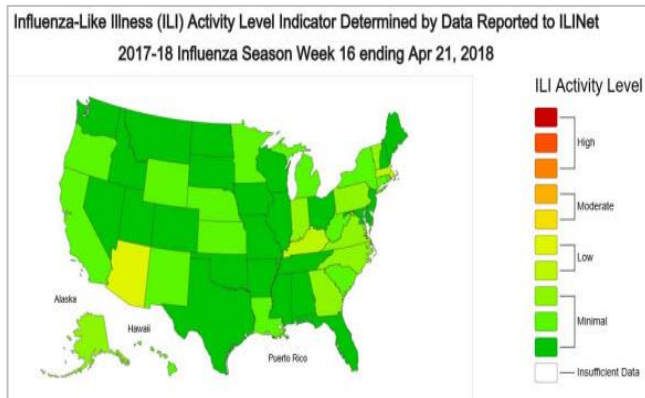 Influenza-Like Illness (ILI) Activity Level Indicator Determined by Data Reported to ILINet
2017-18 Influenza Season Week 16 ending Apr 21, 2018
ILI Activity Level
High
Moderate
Low
Minimal
Insufficient Data
Alaska
Hawaii
Puerto Rico